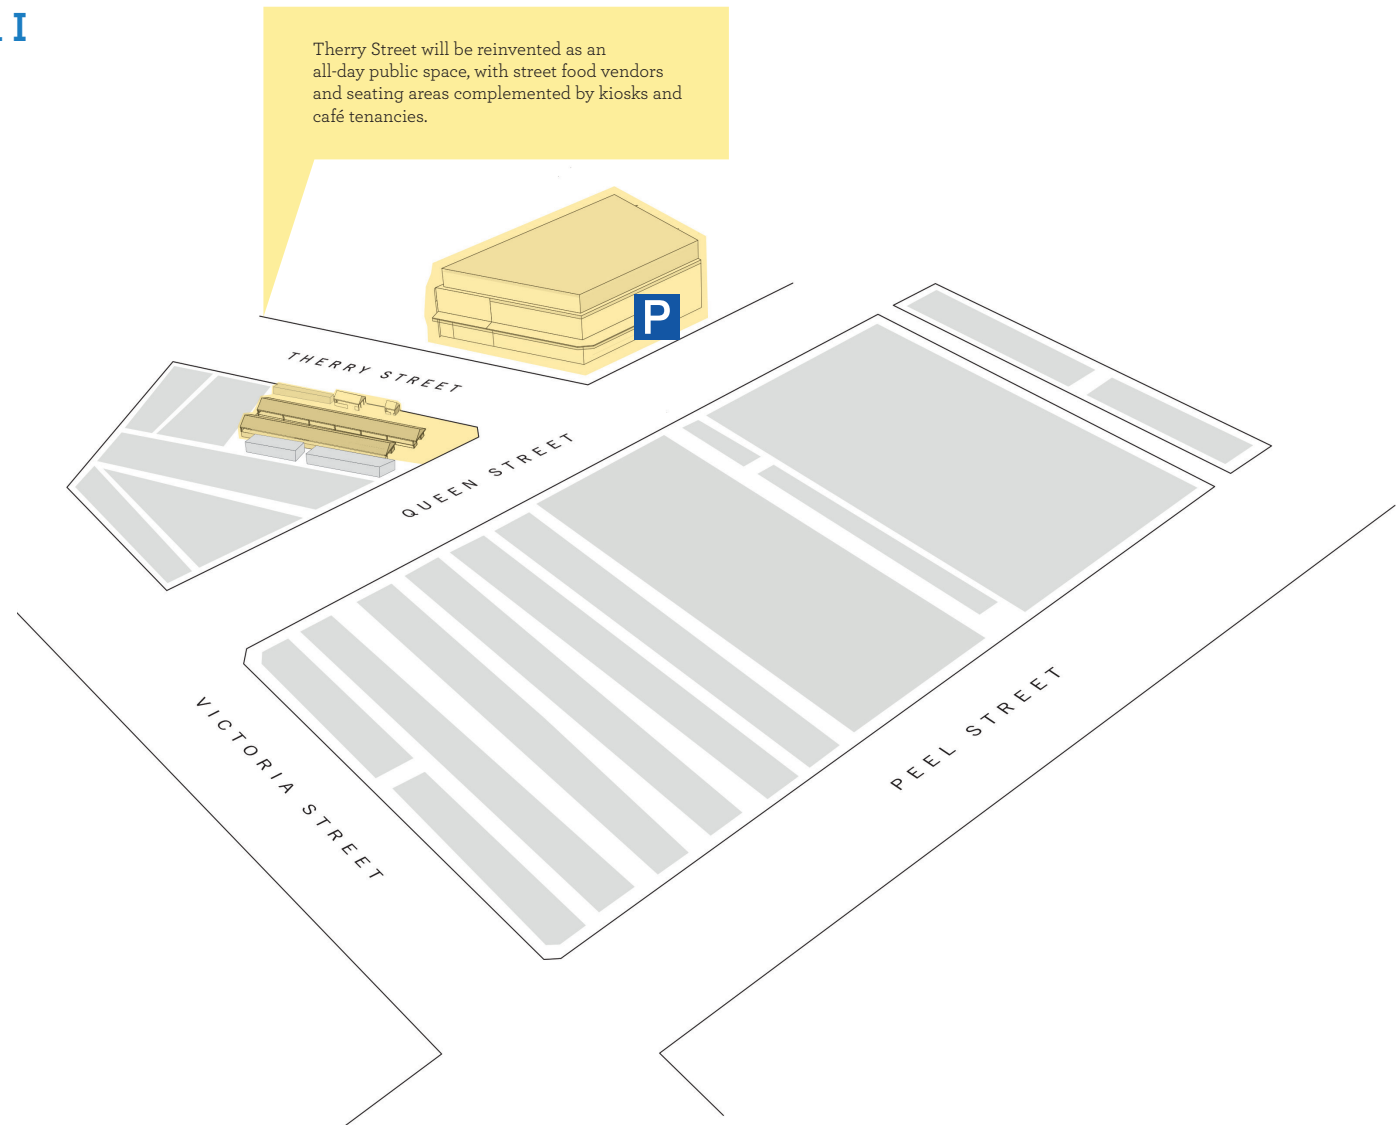 I
Therry Street will be reinvented as an
all-day public space, with street food vendors
and seating areas complemented by kiosks and
café tenancies.
P
THERRY STREET
QUEEN STREET
VICTORIA STREET
PEEL STREET